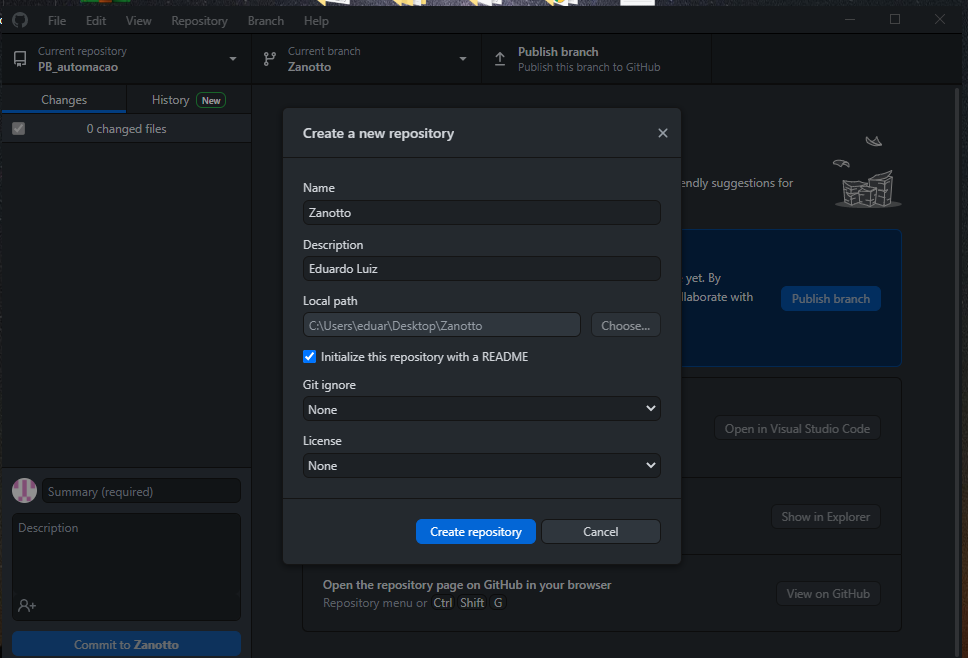 File Edit View Repository Branch Help
Current repository
PB_automacao
Current branch
Zanotto
Publish branch
Publish this branch to GitHub
Changes
History New
0 changed files
Create a new repository
Name
Zanotto
Description
Eduardo Luiz
Local path
C:\Users\eduar\Desktop\Zanotto
Choose...
Initialize this repository with a README
Git ignore
None
License
None
Create repository
Cancel
suggestions for
yet. By
with
Publish branch
Open in Visual Studio Code
Show in Explorer
Open the repository page on GitHub in your browser
Repository menu or Ctrl Shift G
View on GitHub
Summary (required)
Description
Commit to Zanotto